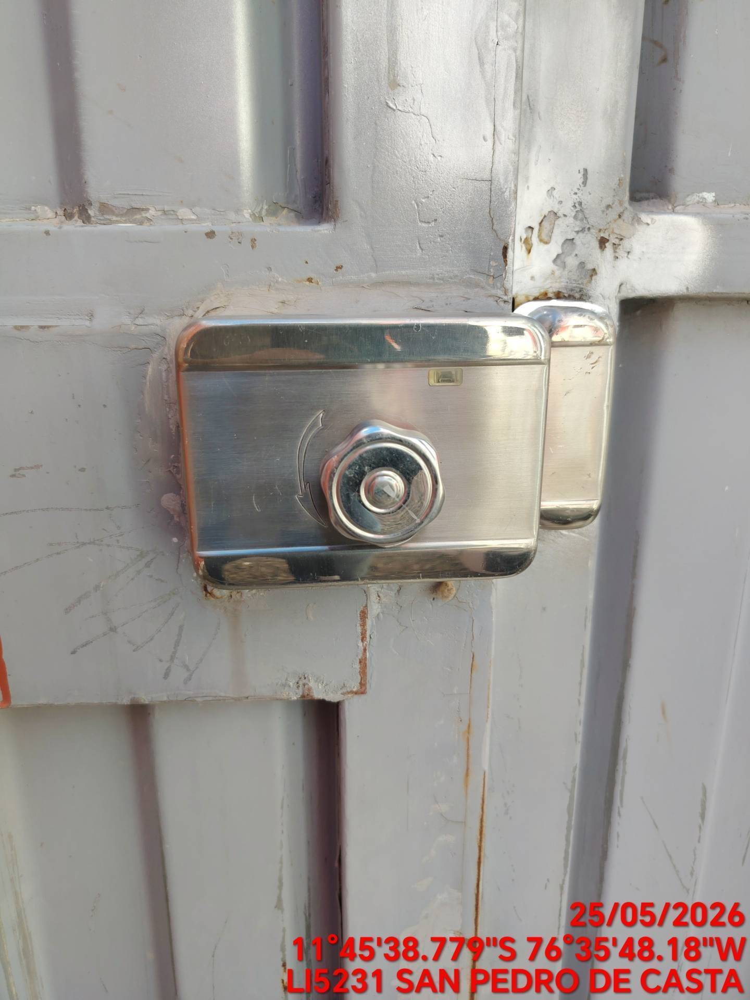 25/05/2026
11°45'38.779"S 76°35'48.18"W
LI5231 SAN PEDRO DE CASTA